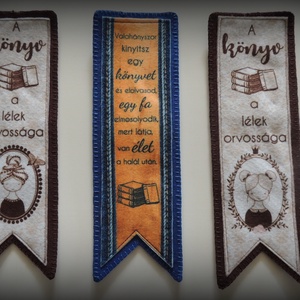 A
könyv
a
lélek
orvossága
Valahányszor
kinyitsz
egy
könyvet
és elolvasod,
egy fa
elmosolyodik,
mert látja,
van élet
a halál után.
A
könyv
a
lélek
orvossága